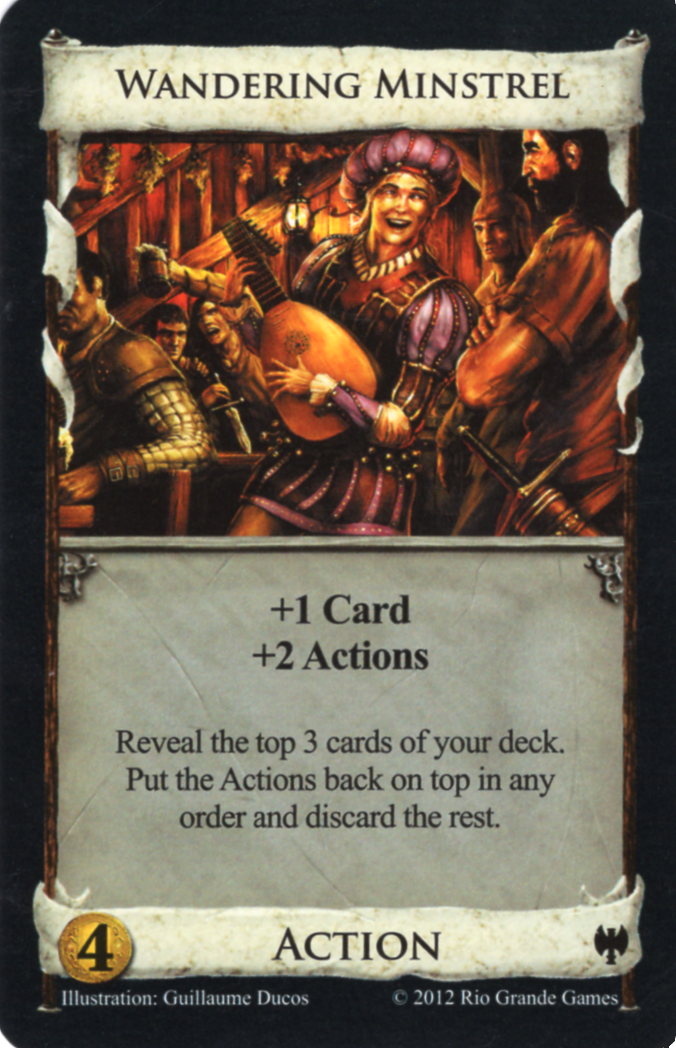 Wandering Minstrel
+1 Card
+2 Actions
Reveal the top 3 cards of your deck.
Put the Actions back on top in any
order and discard the rest.
4
Action
Illustration: Guillaume Ducos
© 2012 Rio Grande Games